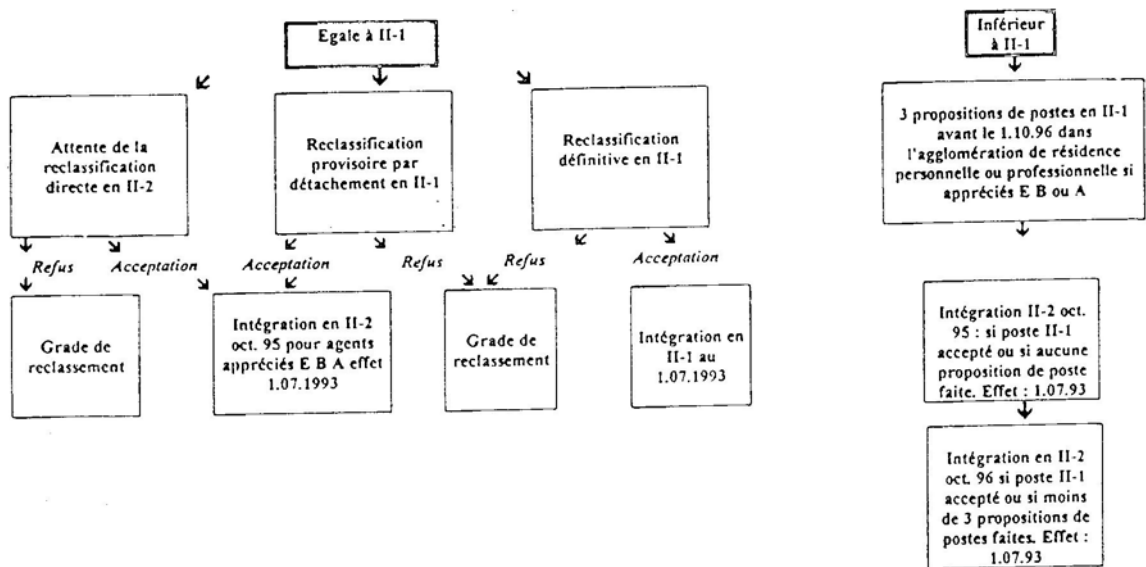 Egale à II-1
Inférieur
à II-1
Attente de la
reclassification
directe en II-2
Reclassification
provisoire par
détachement en II-1
Reclassification
définitive en II-1
3 propositions de postes en II-1
avant le 1.10.96 dans
l'agglomération de résidence
personnelle ou professionnelle si
appréciés E B ou A
Refus
Acceptation
Acceptation
Refus
Refus
Acceptation
Grade de
reclassement
Intégration en II-2
oct. 95 pour agents
appréciés E B A effet
1.07.1993
Grade de
reclassement
Intégration en
II-1 au
1.07.1993
Intégration II-2 oct.
95 : si poste II-1
accepté ou si aucune
proposition de poste
faite. Effet : 1.07.93
Intégration en II-2
oct. 96 si poste II-1
accepté ou si moins
de 3 propositions de
postes faites. Effet :
1.07.93